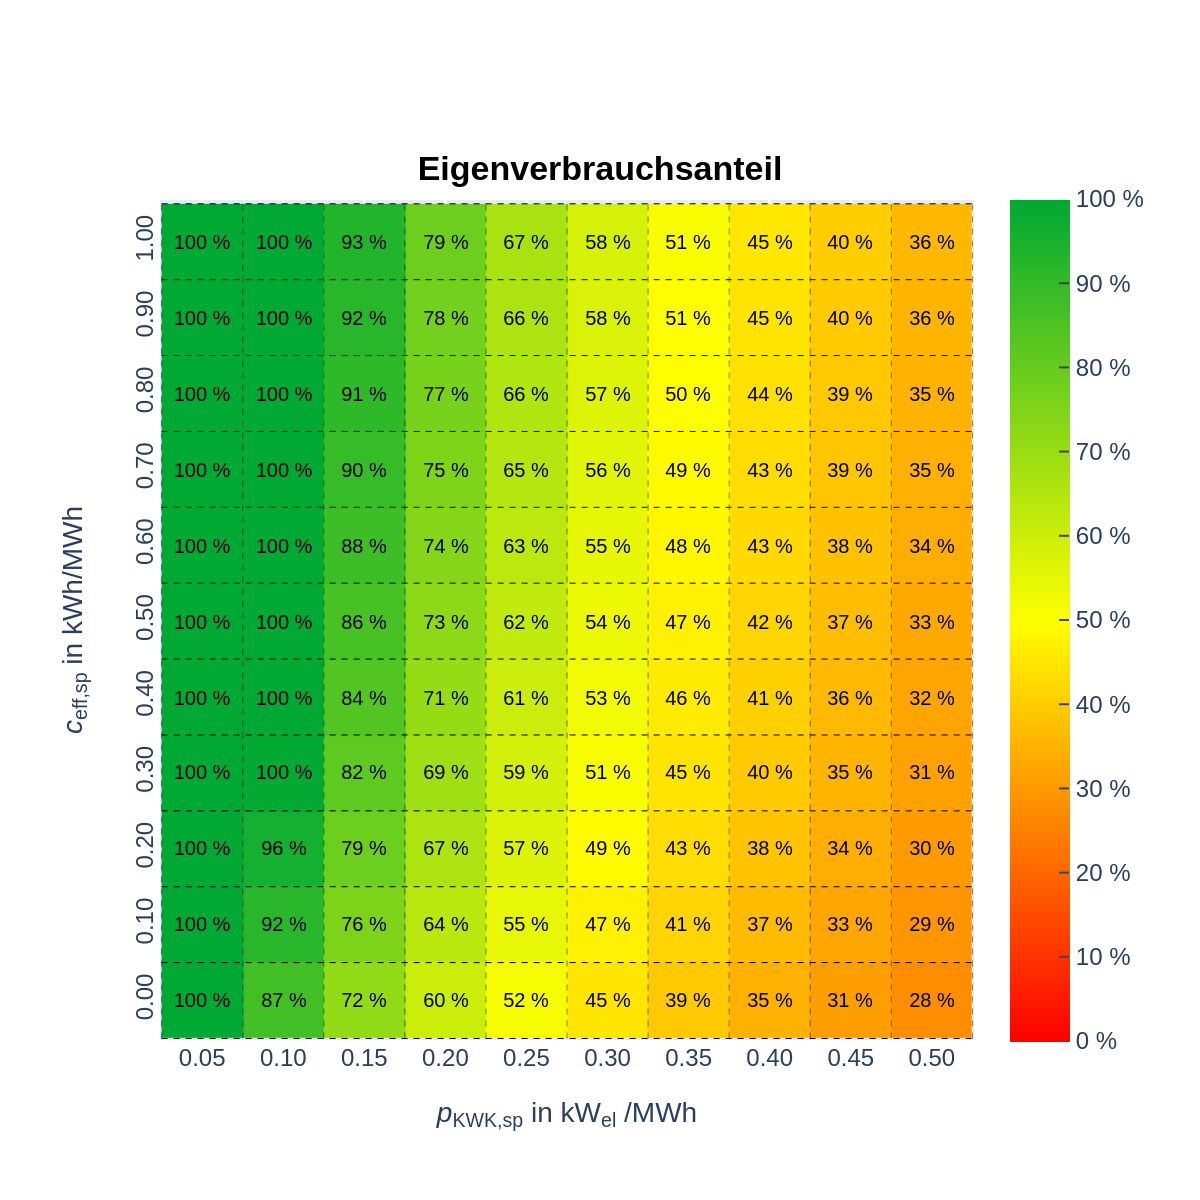 Eigenverbrauchsanteil
1.00 100 % 100 % 93 % 79 % 67 % 58 % 51 % 45 % 40 % 36 %
0.90 100 % 100 % 92 % 78 % 66 % 58 % 51 % 45 % 40 % 36 %
0.80 100 % 100 % 91 % 77 % 66 % 57 % 50 % 44 % 39 % 35 %
0.70 100 % 100 % 90 % 75 % 65 % 56 % 49 % 43 % 39 % 35 %
0.60 100 % 100 % 88 % 74 % 63 % 55 % 48 % 43 % 38 % 34 %
0.50 100 % 100 % 86 % 73 % 62 % 54 % 47 % 42 % 37 % 33 %
0.40 100 % 100 % 84 % 71 % 61 % 53 % 46 % 41 % 36 % 32 %
0.30 100 % 100 % 82 % 69 % 59 % 51 % 45 % 40 % 35 % 31 %
0.20 100 % 96 % 79 % 67 % 57 % 49 % 43 % 38 % 34 % 30 %
0.10 100 % 92 % 76 % 64 % 55 % 47 % 41 % 37 % 33 % 29 %
0.00 100 % 87 % 72 % 60 % 52 % 45 % 39 % 35 % 31 % 28 %
0.05 0.10 0.15 0.20 0.25 0.30 0.35 0.40 0.45 0.50
pKWK,sp in kWel /MWh
ceff,sp in kWh/MWh
100 %
90 %
80 %
70 %
60 %
50 %
40 %
30 %
20 %
10 %
0 %